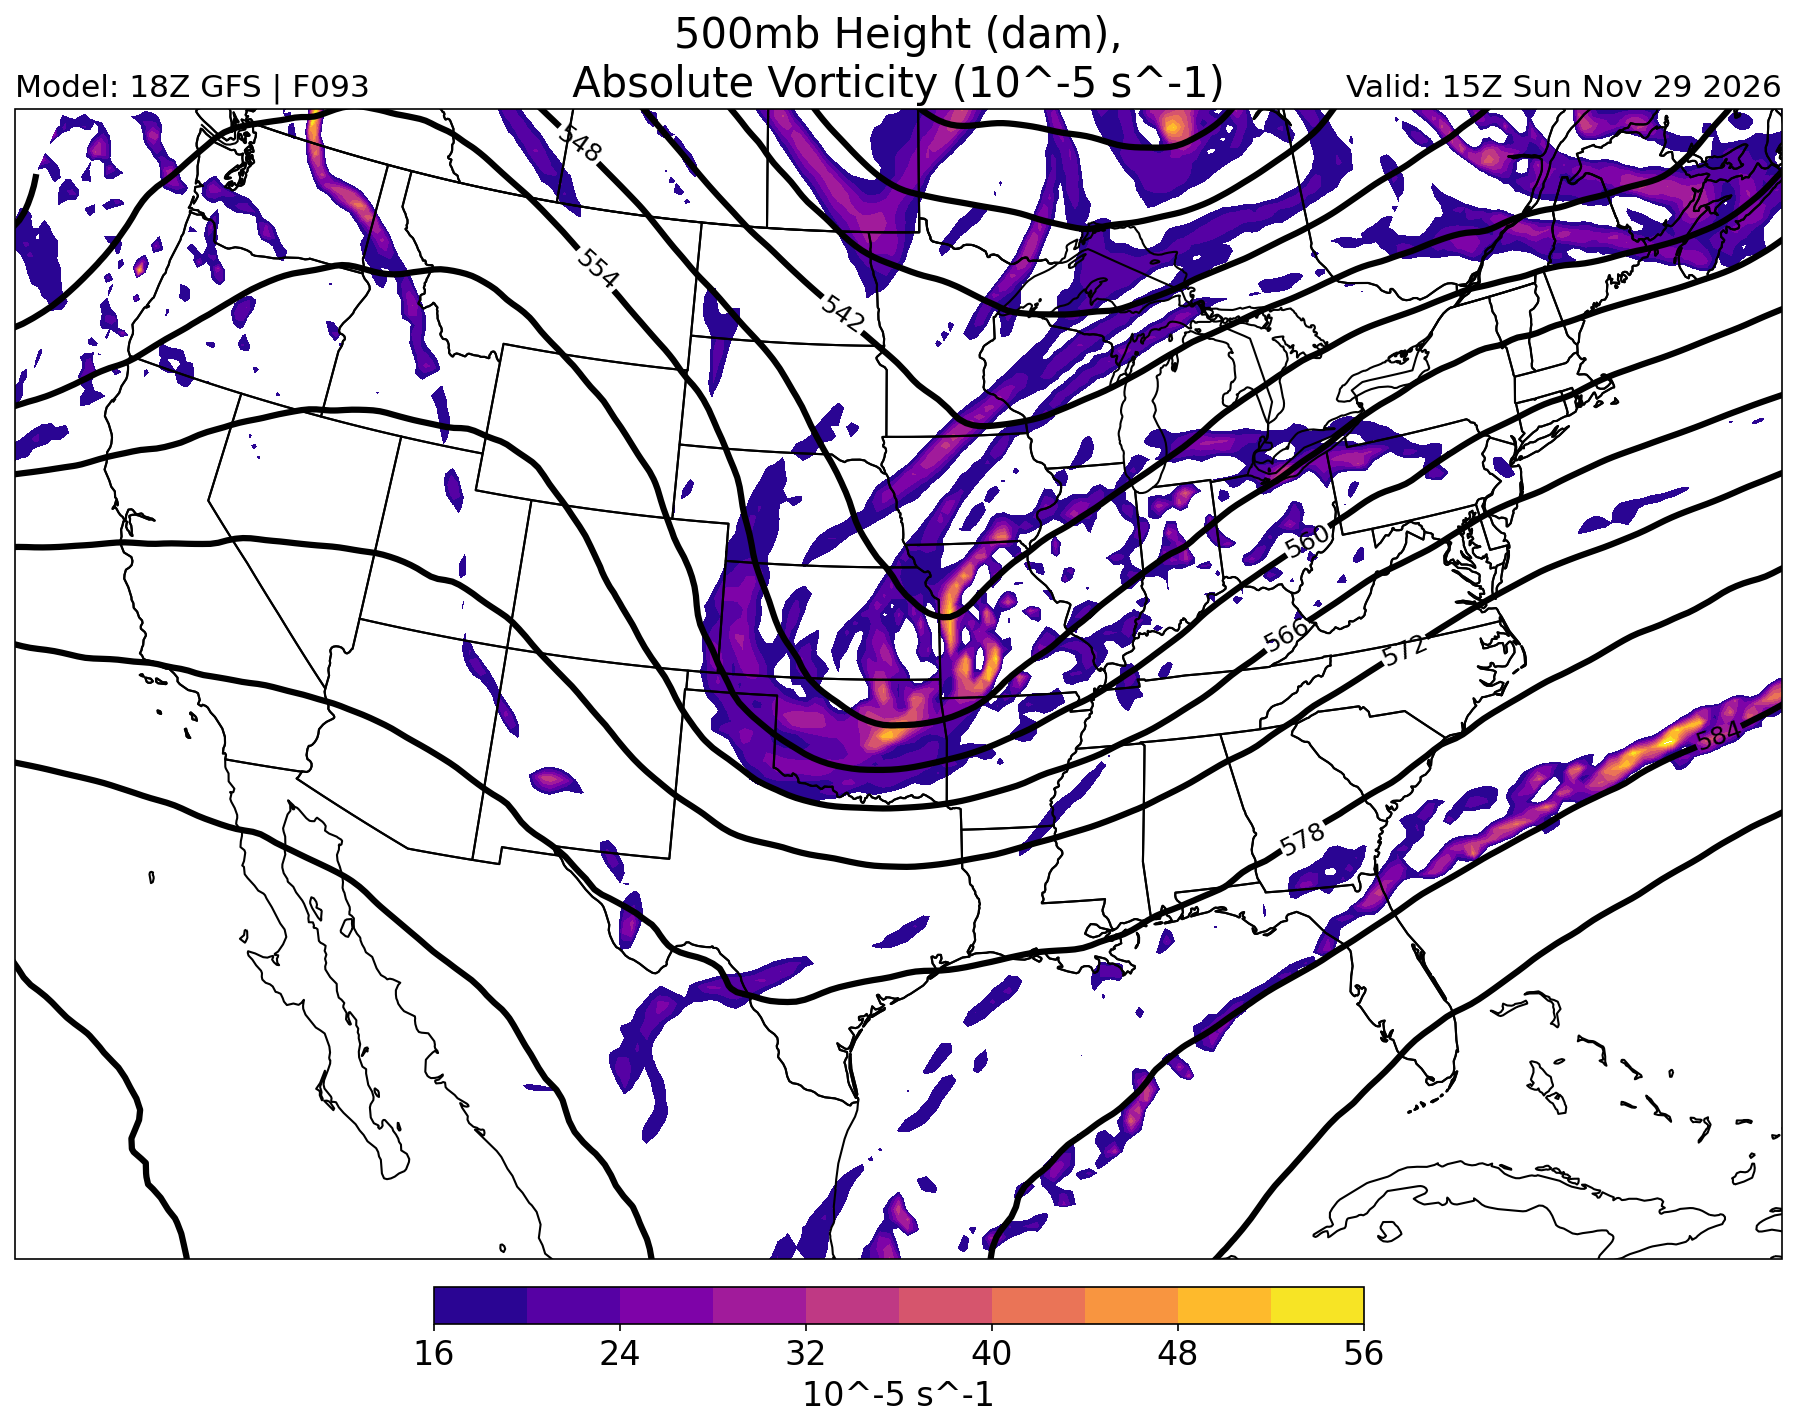 500mb Height (dam),
Model: 18Z GFS | F093
Absolute Vorticity (10^-5 s^-1)
Valid: 15Z Sun Nov 29 2026
548
554
542
560
566
572
584
578
16 24 32 40 48 56
10^-5 s^-1